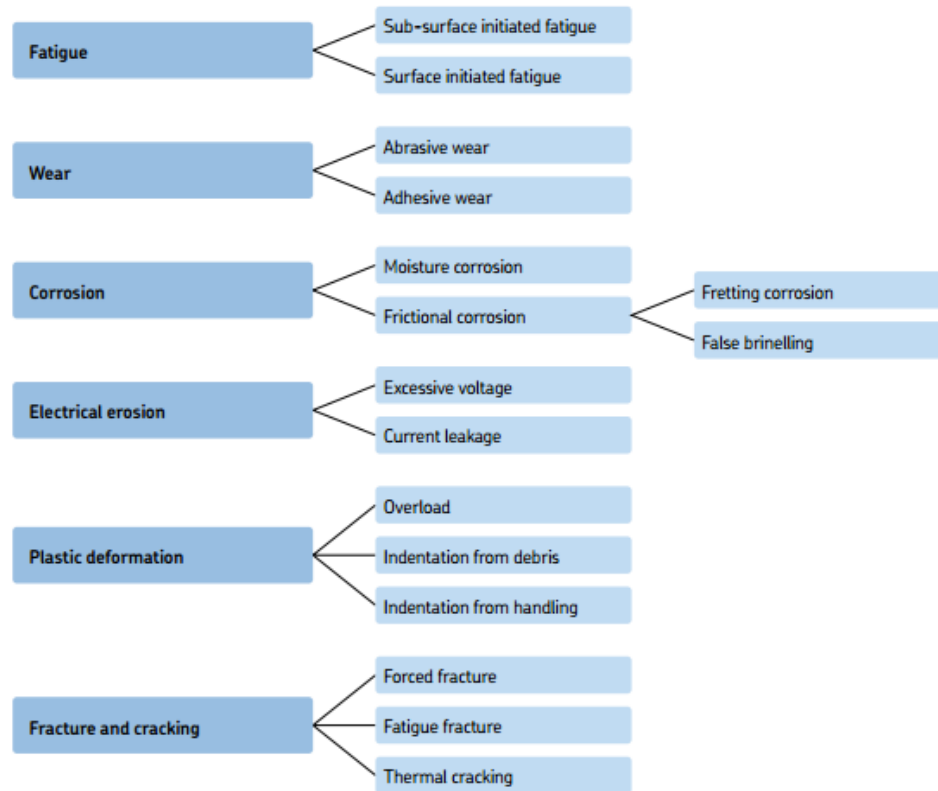 Fatigue
Sub-surface initiated fatigue
Surface initiated fatigue
Wear
Abrasive wear
Adhesive wear
Corrosion
Moisture corrosion
Frictional corrosion
Fretting corrosion
False brinelling
Electrical erosion
Excessive voltage
Current leakage
Plastic deformation
Overload
Indentation from debris
Indentation from handling
Fracture and cracking
Forced fracture
Fatigue fracture
Thermal cracking